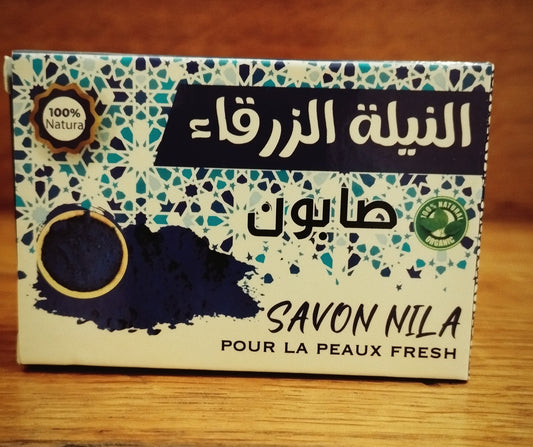 100%
Natura
النيلة الزرقاء
صابون
100% NATURAL
ORGANIC
SAVON NILA
POUR LA PEAUX FRESH